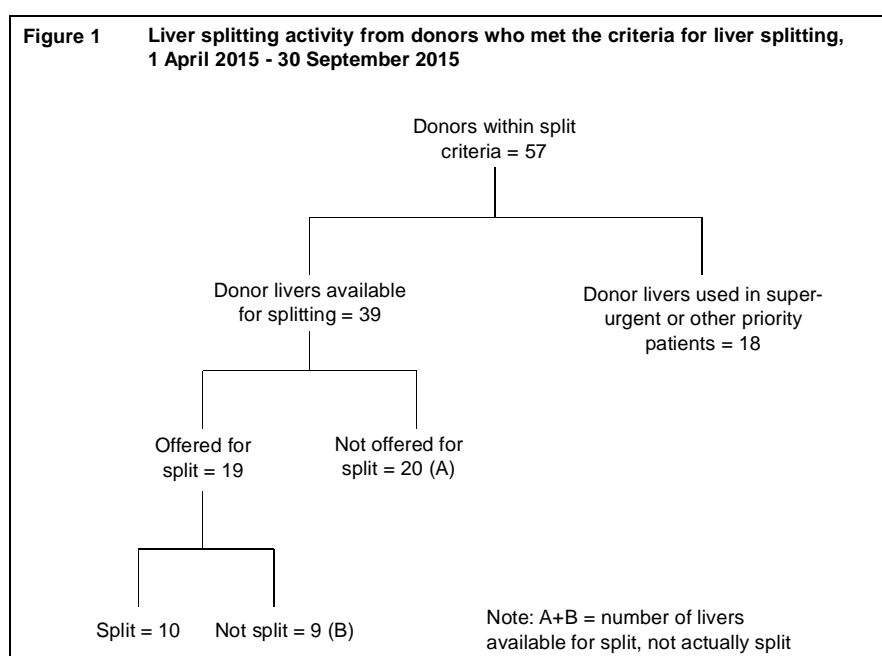 Figure 1 Liver splitting activity from donors who met the criteria for liver splitting,
1 April 2015 - 30 September 2015
Donors within split
criteria = 57
Donor livers available
for splitting = 39
Donor livers used in super-
urgent or other priority
patients = 18
Offered for
split = 19
Not offered for
split = 20 (A)
Split = 10
Not split = 9 (B)
Note: A+B = number of livers
available for split, not actually split